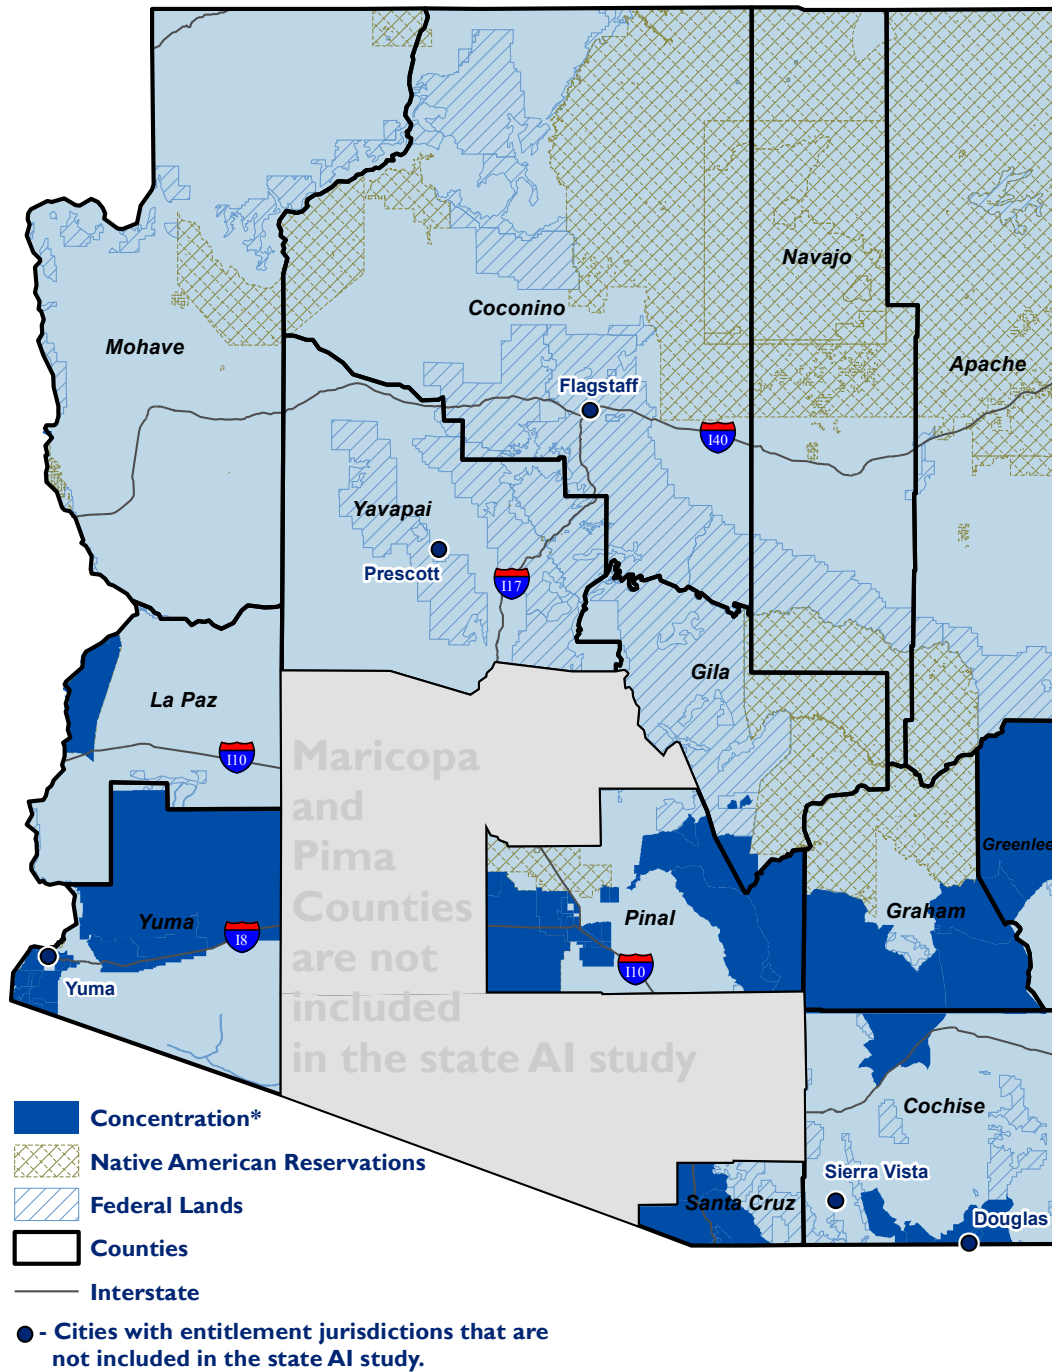 Navajo
Coconino
Mohave
Apache
Flagstaff
I40
Yavapai
Prescott
I17
Gila
La Paz
I10
Maricopa
and
Pima
Counties
are not
included
in the state AI study
Greenlee
Graham
Pinal
Yuma
I8
I10
Yuma
Cochise
Sierra Vista
Santa Cruz
Douglas
Concentration*
Native American Reservations
Federal Lands
Counties
Interstate
- Cities with entitlement jurisdictions that are
not included in the state AI study.